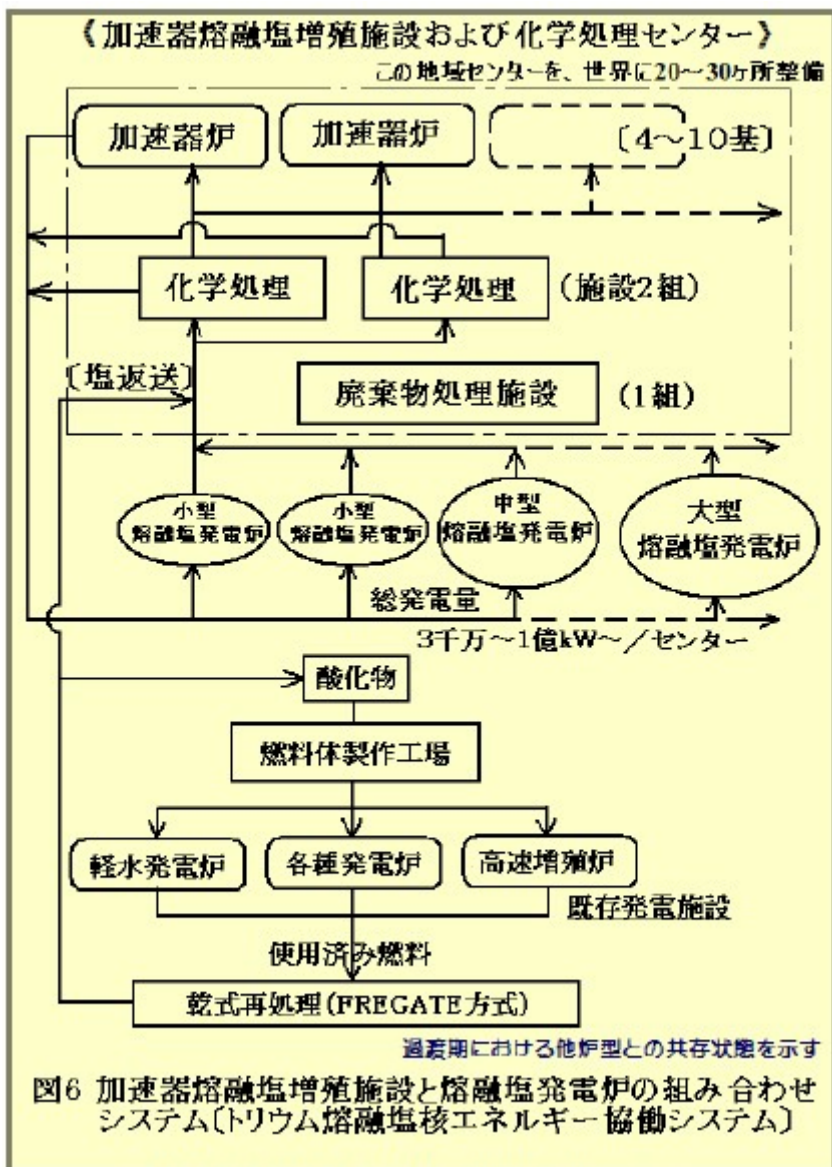 《加速器熔融塩増殖施設および化学処理センター》
この地域センターを、世界に20〜30ヶ所整備
加速器炉
加速器炉
〔4〜10基〕
化学処理
化学処理
(施設2組)
〔塩返送〕
廃棄物処理施設
(1組)
小型
熔融塩発電炉
小型
熔融塩発電炉
中型
熔融塩発電炉
大型
熔融塩発電炉
総発電量
3千万〜1億kW〜/センター
酸化物
燃料体製作工場
軽水発電炉
各種発電炉
高速増殖炉
既存発電施設
使用済み燃料
乾式再処理(FREGATE方式)
過渡期における他炉型との共存状態を示す
図6 加速器熔融塩増殖施設と熔融塩発電炉の組み合わせ
システム〔トリウム熔融塩核エネルギー協働システム〕